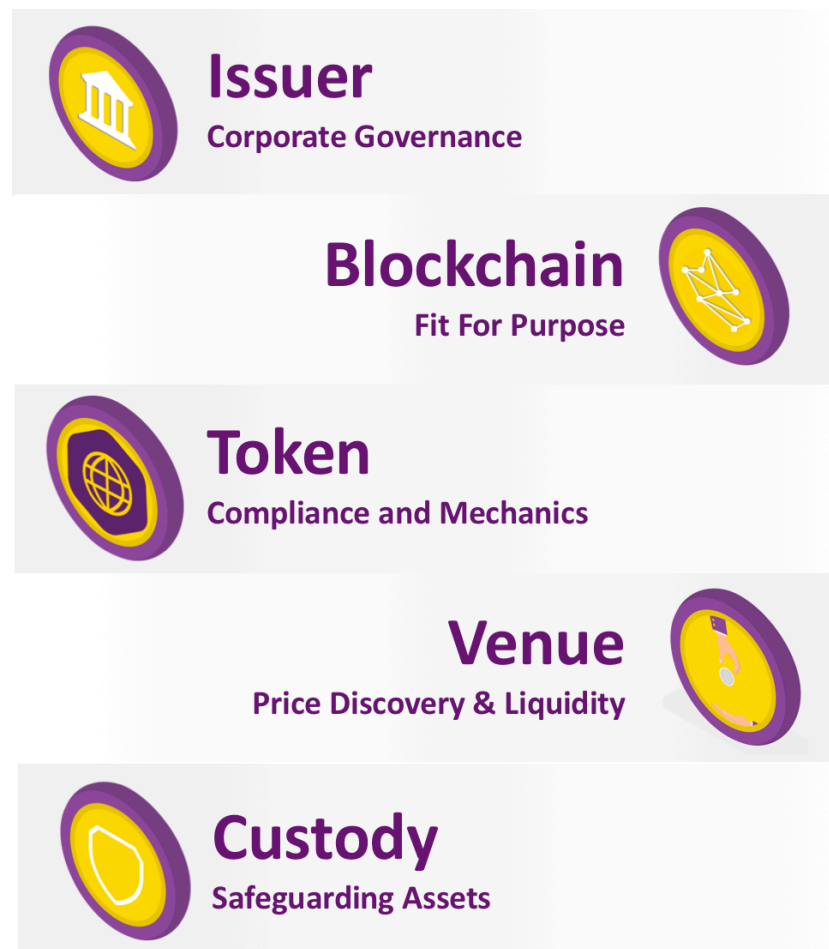 Issuer
Corporate Governance
Blockchain
Fit For Purpose
Token
Compliance and Mechanics
Venue
Price Discovery & Liquidity
Custody
Safeguarding Assets